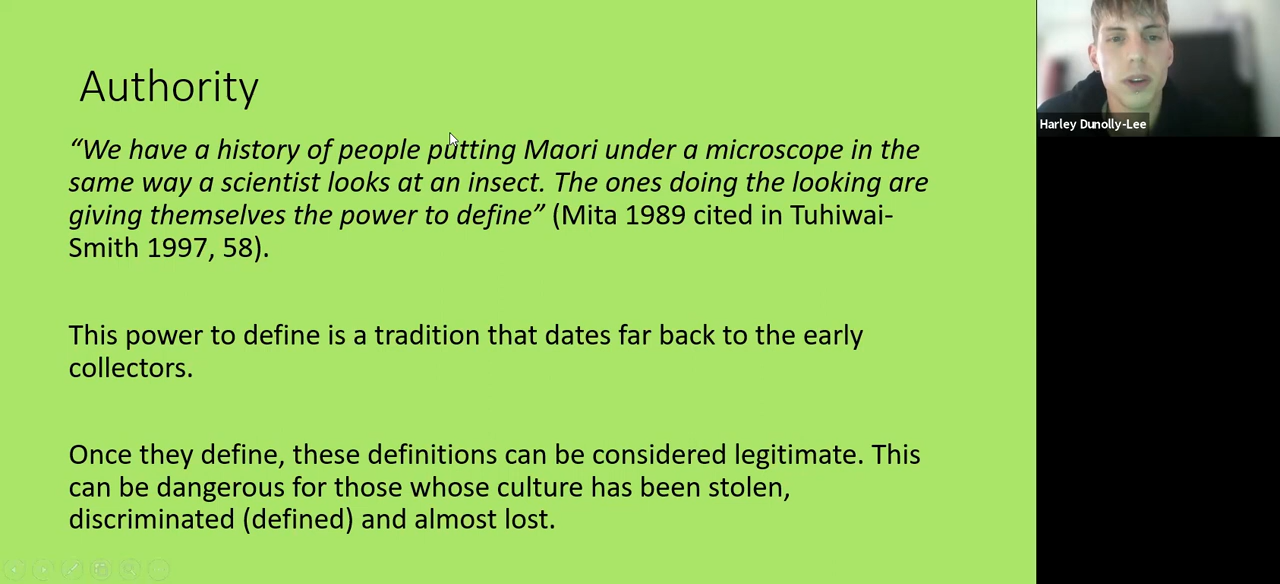 Authority
“We have a history of people putting Maori under a microscope in the
same way a scientist looks at an insect. The ones doing the looking are
giving themselves the power to define” (Mita 1989 cited in Tuhiwai-
Smith 1997, 58).
This power to define is a tradition that dates far back to the early
collectors.
Once they define, these definitions can be considered legitimate. This
can be dangerous for those whose culture has been stolen,
discriminated (defined) and almost lost.
Harley Dunolly-Lee